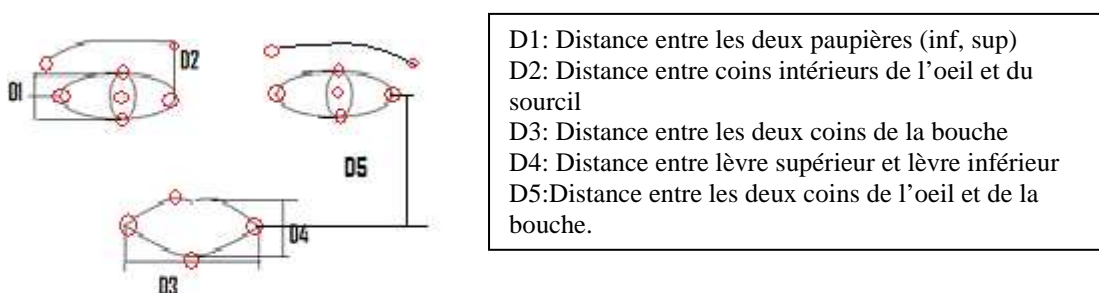 D2
D1
D5
D4
D3
D1: Distance entre les deux paupières (inf, sup)
D2: Distance entre coins intérieurs de l’oeil et du
sourcil
D3: Distance entre les deux coins de la bouche
D4: Distance entre lèvre supérieur et lèvre inférieur
D5:Distance entre les deux coins de l’oeil et de la
bouche.